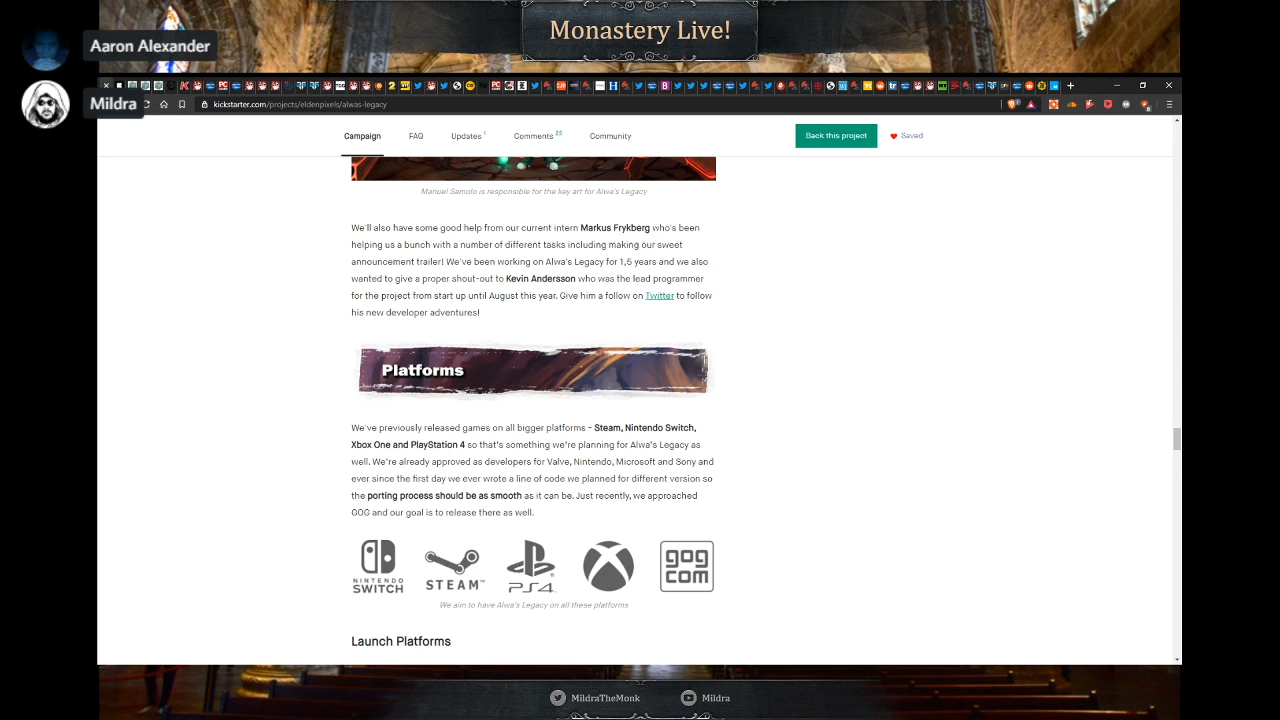 Monastery Live!
Aaron Alexander
Mildra
kickstarter.com/projects/eldenpixels/alwas-legacy
Campaign
FAQ
Updates 1
Comments
Community
Back this project
Saved
Manuel Samolo is responsible for the key art for Alwa's Legacy
We'll also have some good help from our current intern Markus Frykberg who's been
helping us a bunch with a number of different tasks including making our sweet
announcement trailer! We've been working on Alwa's Legacy for 1,5 years and we also
wanted to give a proper shout-out to Kevin Andersson who was the lead programmer
for the project from start up until August this year. Give him a follow on Twitter to follow
his new developer adventures!
Platforms
We've previously released games on all bigger platforms - Steam, Nintendo Switch,
Xbox One and PlayStation 4 so that's something we're planning for Alwa's Legacy as
well. We're already approved as developers for Valve, Nintendo, Microsoft and Sony and
ever since the first day we ever wrote a line of code we planned for different version so
the porting process should be as smooth as it can be. Just recently, we approached
GOG and our goal is to release there as well.
NINTENDO
SWITCH
STEAM™
PS4
gog
com
We aim to have Alwa's Legacy on all these platforms
Launch Platforms
MildraTheMonk
Mildra